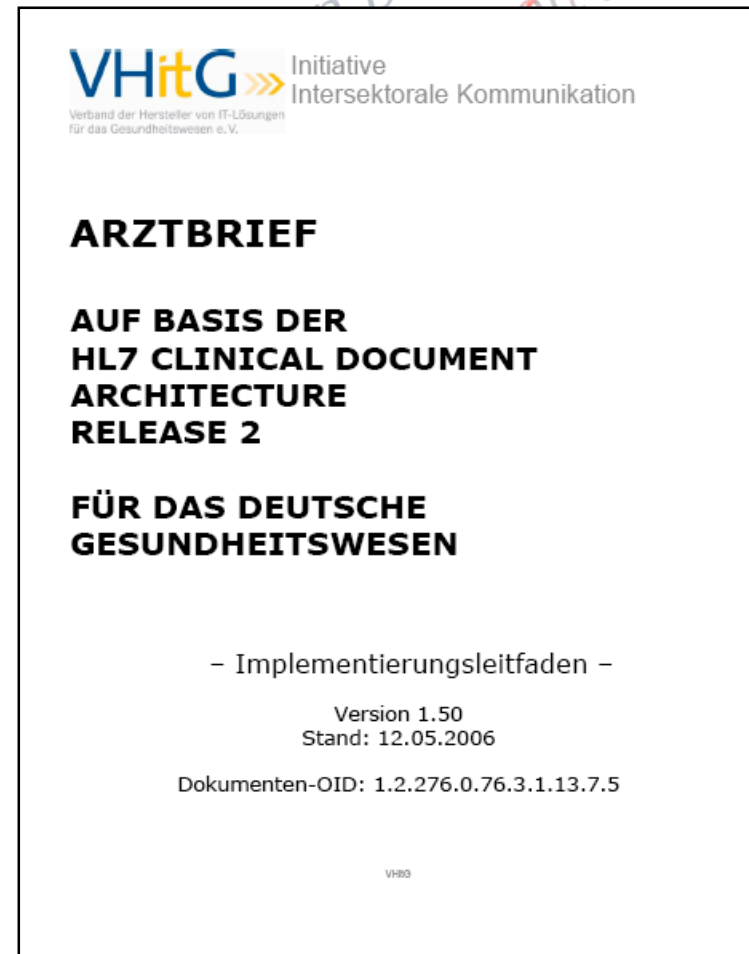 VHitG
Initiative
Intersektorale Kommunikation
Verband der Hersteller von IT-Lösungen
für das Gesundheitswesen e.V.
ARZTBRIEF
AUF BASIS DER
HL7 CLINICAL DOCUMENT
ARCHITECTURE
RELEASE 2
FÜR DAS DEUTSCHE
GESUNDHEITSWESEN
– Implementierungsleitfaden –
Version 1.50
Stand: 12.05.2006
Dokumenten-OID: 1.2.276.0.76.3.1.13.7.5
VHitG